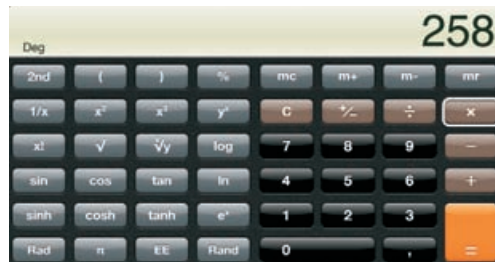 258
Deg
2nd ( ) % mc m+ m- mr
1/x x² x³ yˣ C +/− ÷ ×
x! √ ˣ√y log 7 8 9 −
sin cos tan ln 4 5 6 +
sinh cosh tanh eˣ 1 2 3
Rad π EE Rand 0 , =